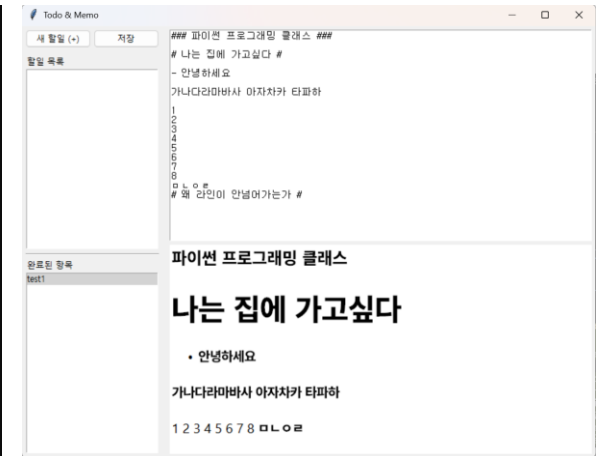 Todo & Memo
새 할일 (+) 저장
할일 목록
완료된 항목
test1
### 파이썬 프로그래밍 클래스 ###
# 나는 집에 가고싶다 #
- 안녕하세요
가나다라마바사 아자차카 타파하
1
2
3
4
5
6
7
8
ㅁㄴㅇㄹ
# 왜 라인이 안넘어가는가 #
파이썬 프로그래밍 클래스
나는 집에 가고싶다
• 안녕하세요
가나다라마바사 아자차카 타파하
1 2 3 4 5 6 7 8 ㅁㄴㅇㄹ